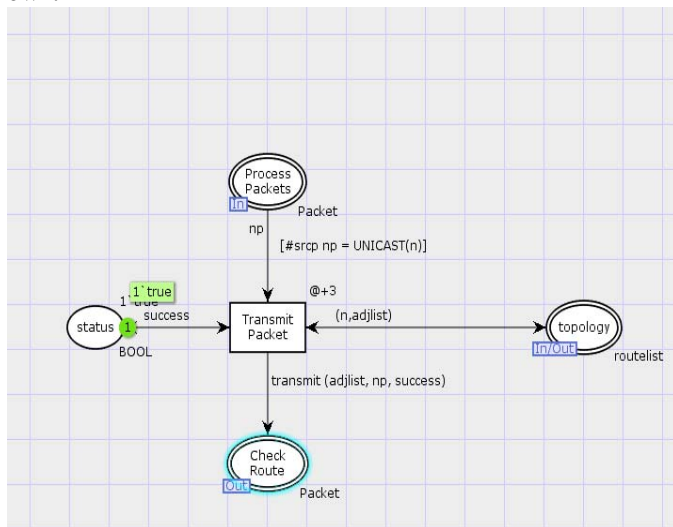 Process
Packets
In
Packet
np
[#srcp np = UNICAST(n)]
@+3
1`true
1`true
success
status
1
BOOL
Transmit
Packet
(n,adjlist)
topology
In/Out
routelist
transmit (adjlist, np, success)
Check
Route
Out
Packet